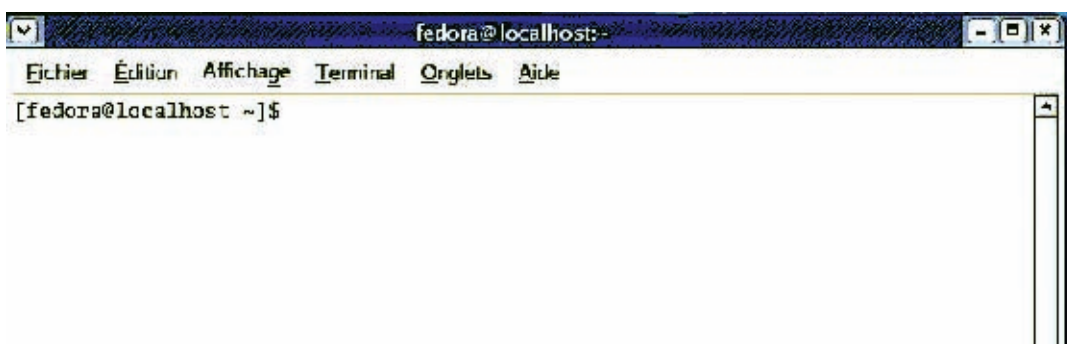 fedora@localhost:~
Fichier Édition Affichage Terminal Onglets Aide
[fedora@localhost ~]$